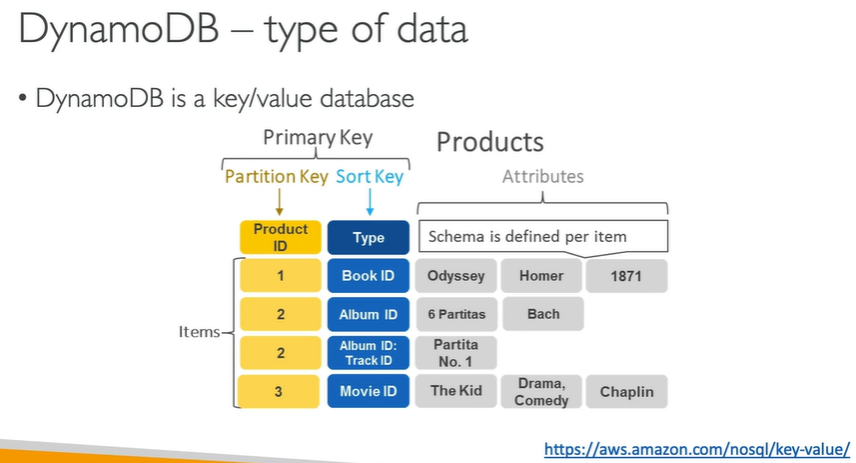 DynamoDB – type of data
• DynamoDB is a key/value database
Primary Key
Products
Partition Key Sort Key
Attributes
Product
ID
Type
Schema is defined per item
Items
1
Book ID
Odyssey
Homer
1871
2
Album ID
6 Partitas
Bach
2
Album ID:
Track ID
Partita
No. 1
3
Movie ID
The Kid
Drama,
Comedy
Chaplin
https://aws.amazon.com/nosql/key-value/